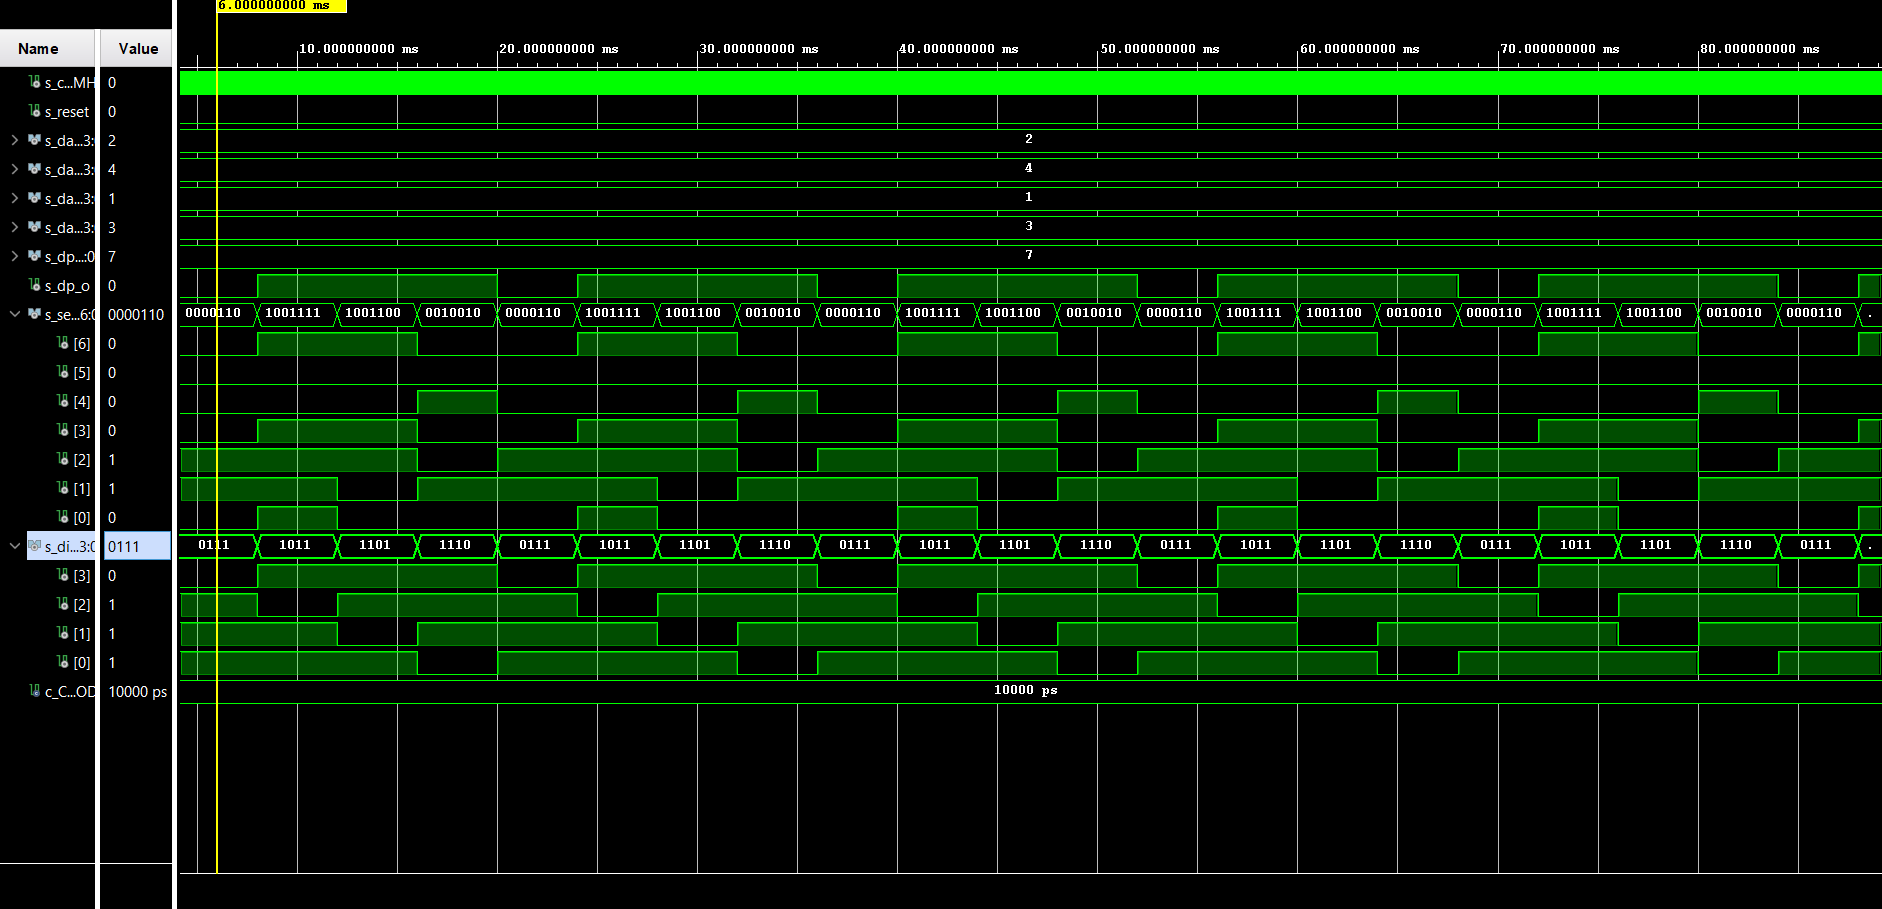 6.000000000 ms
Name Value
10.000000000 ms 20.000000000 ms 30.000000000 ms 40.000000000 ms 50.000000000 ms 60.000000000 ms 70.000000000 ms 80.000000000 ms
s_c...MH 0
s_reset 0
s_da...3: 2 2
s_da...3: 4 4
s_da...3: 1 1
s_da...3: 3 3
s_dp...:0 7 7
s_dp_o 0
s_se...6:0 0000110 0000110 1001111 1001100 0010010 0000110 1001111 1001100 0010010 0000110 1001111 1001100 0010010 0000110 1001111 1001100 0010010 0000110 1001111 1001100 0010010 0000110 .
[6] 0
[5] 0
[4] 0
[3] 0
[2] 1
[1] 1
[0] 0
s_di...3:0 0111 0111 1011 1101 1110 0111 1011 1101 1110 0111 1011 1101 1110 0111 1011 1101 1110 0111 1011 1101 1110 0111 .
[3] 0
[2] 1
[1] 1
[0] 1
c_C...OD 10000 ps 10000 ps